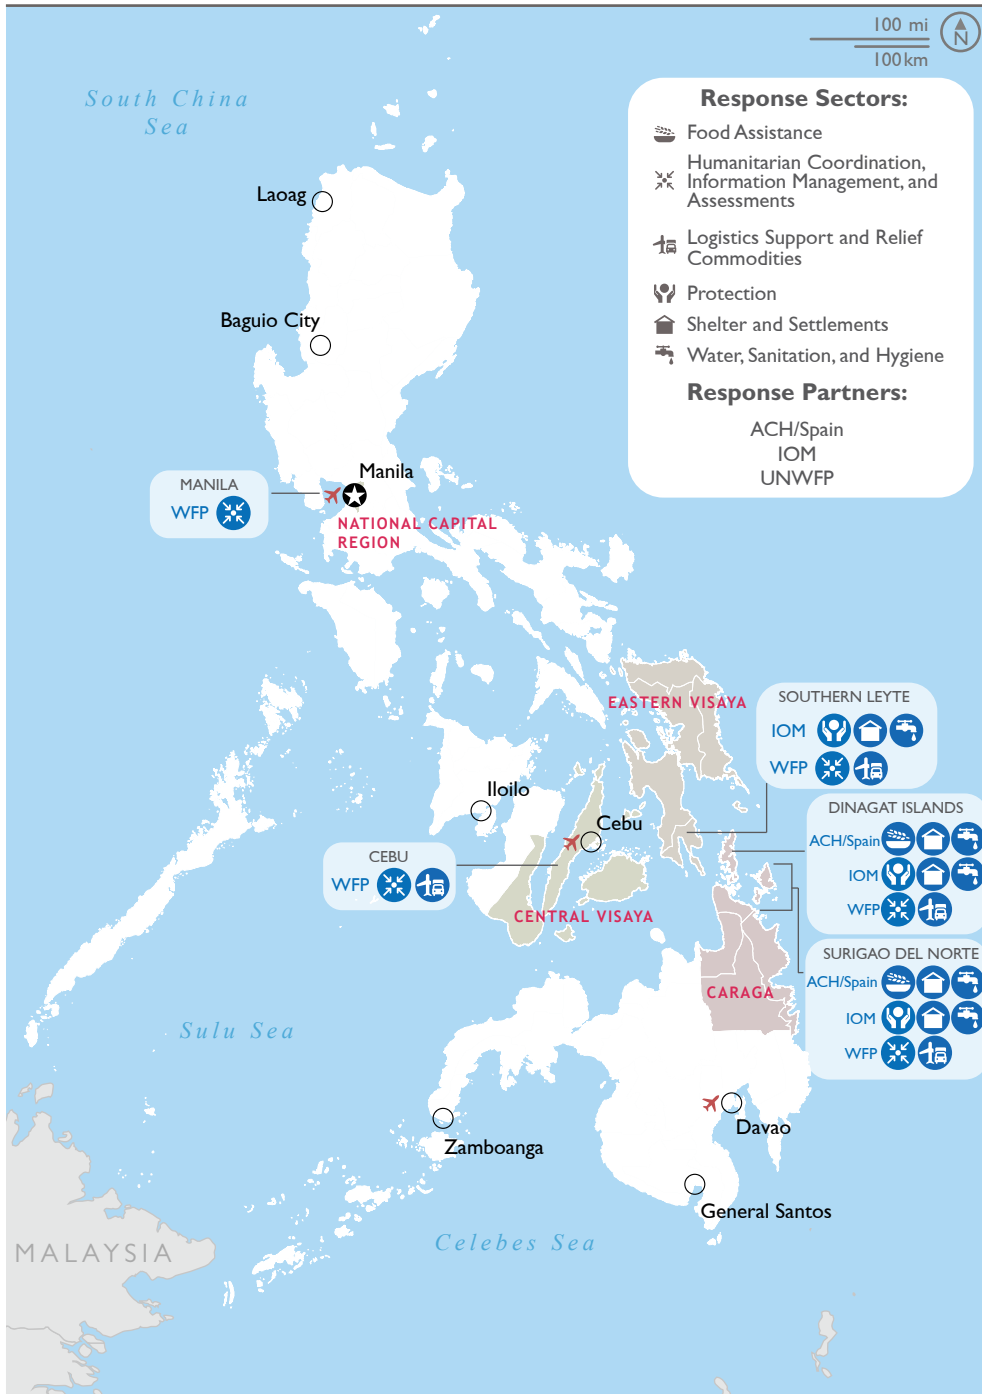 100 mi
N
100 km
South China
Sea
Response Sectors:
Food Assistance
Humanitarian Coordination,
Information Management, and
Assessments
Logistics Support and Relief
Commodities
Protection
Shelter and Settlements
Water, Sanitation, and Hygiene
Response Partners:
ACH/Spain
IOM
UNWFP
Laoag
Baguio City
Manila
MANILA
WFP
NATIONAL CAPITAL
REGION
EASTERN VISAYA
SOUTHERN LEYTE
IOM
WFP
Iloilo
Cebu
CEBU
WFP
CENTRAL VISAYA
DINAGAT ISLANDS
ACH/Spain
IOM
WFP
SURIGAO DEL NORTE
ACH/Spain
IOM
WFP
CARAGA
Sulu Sea
Davao
Zamboanga
General Santos
Celebes Sea
MALAYSIA